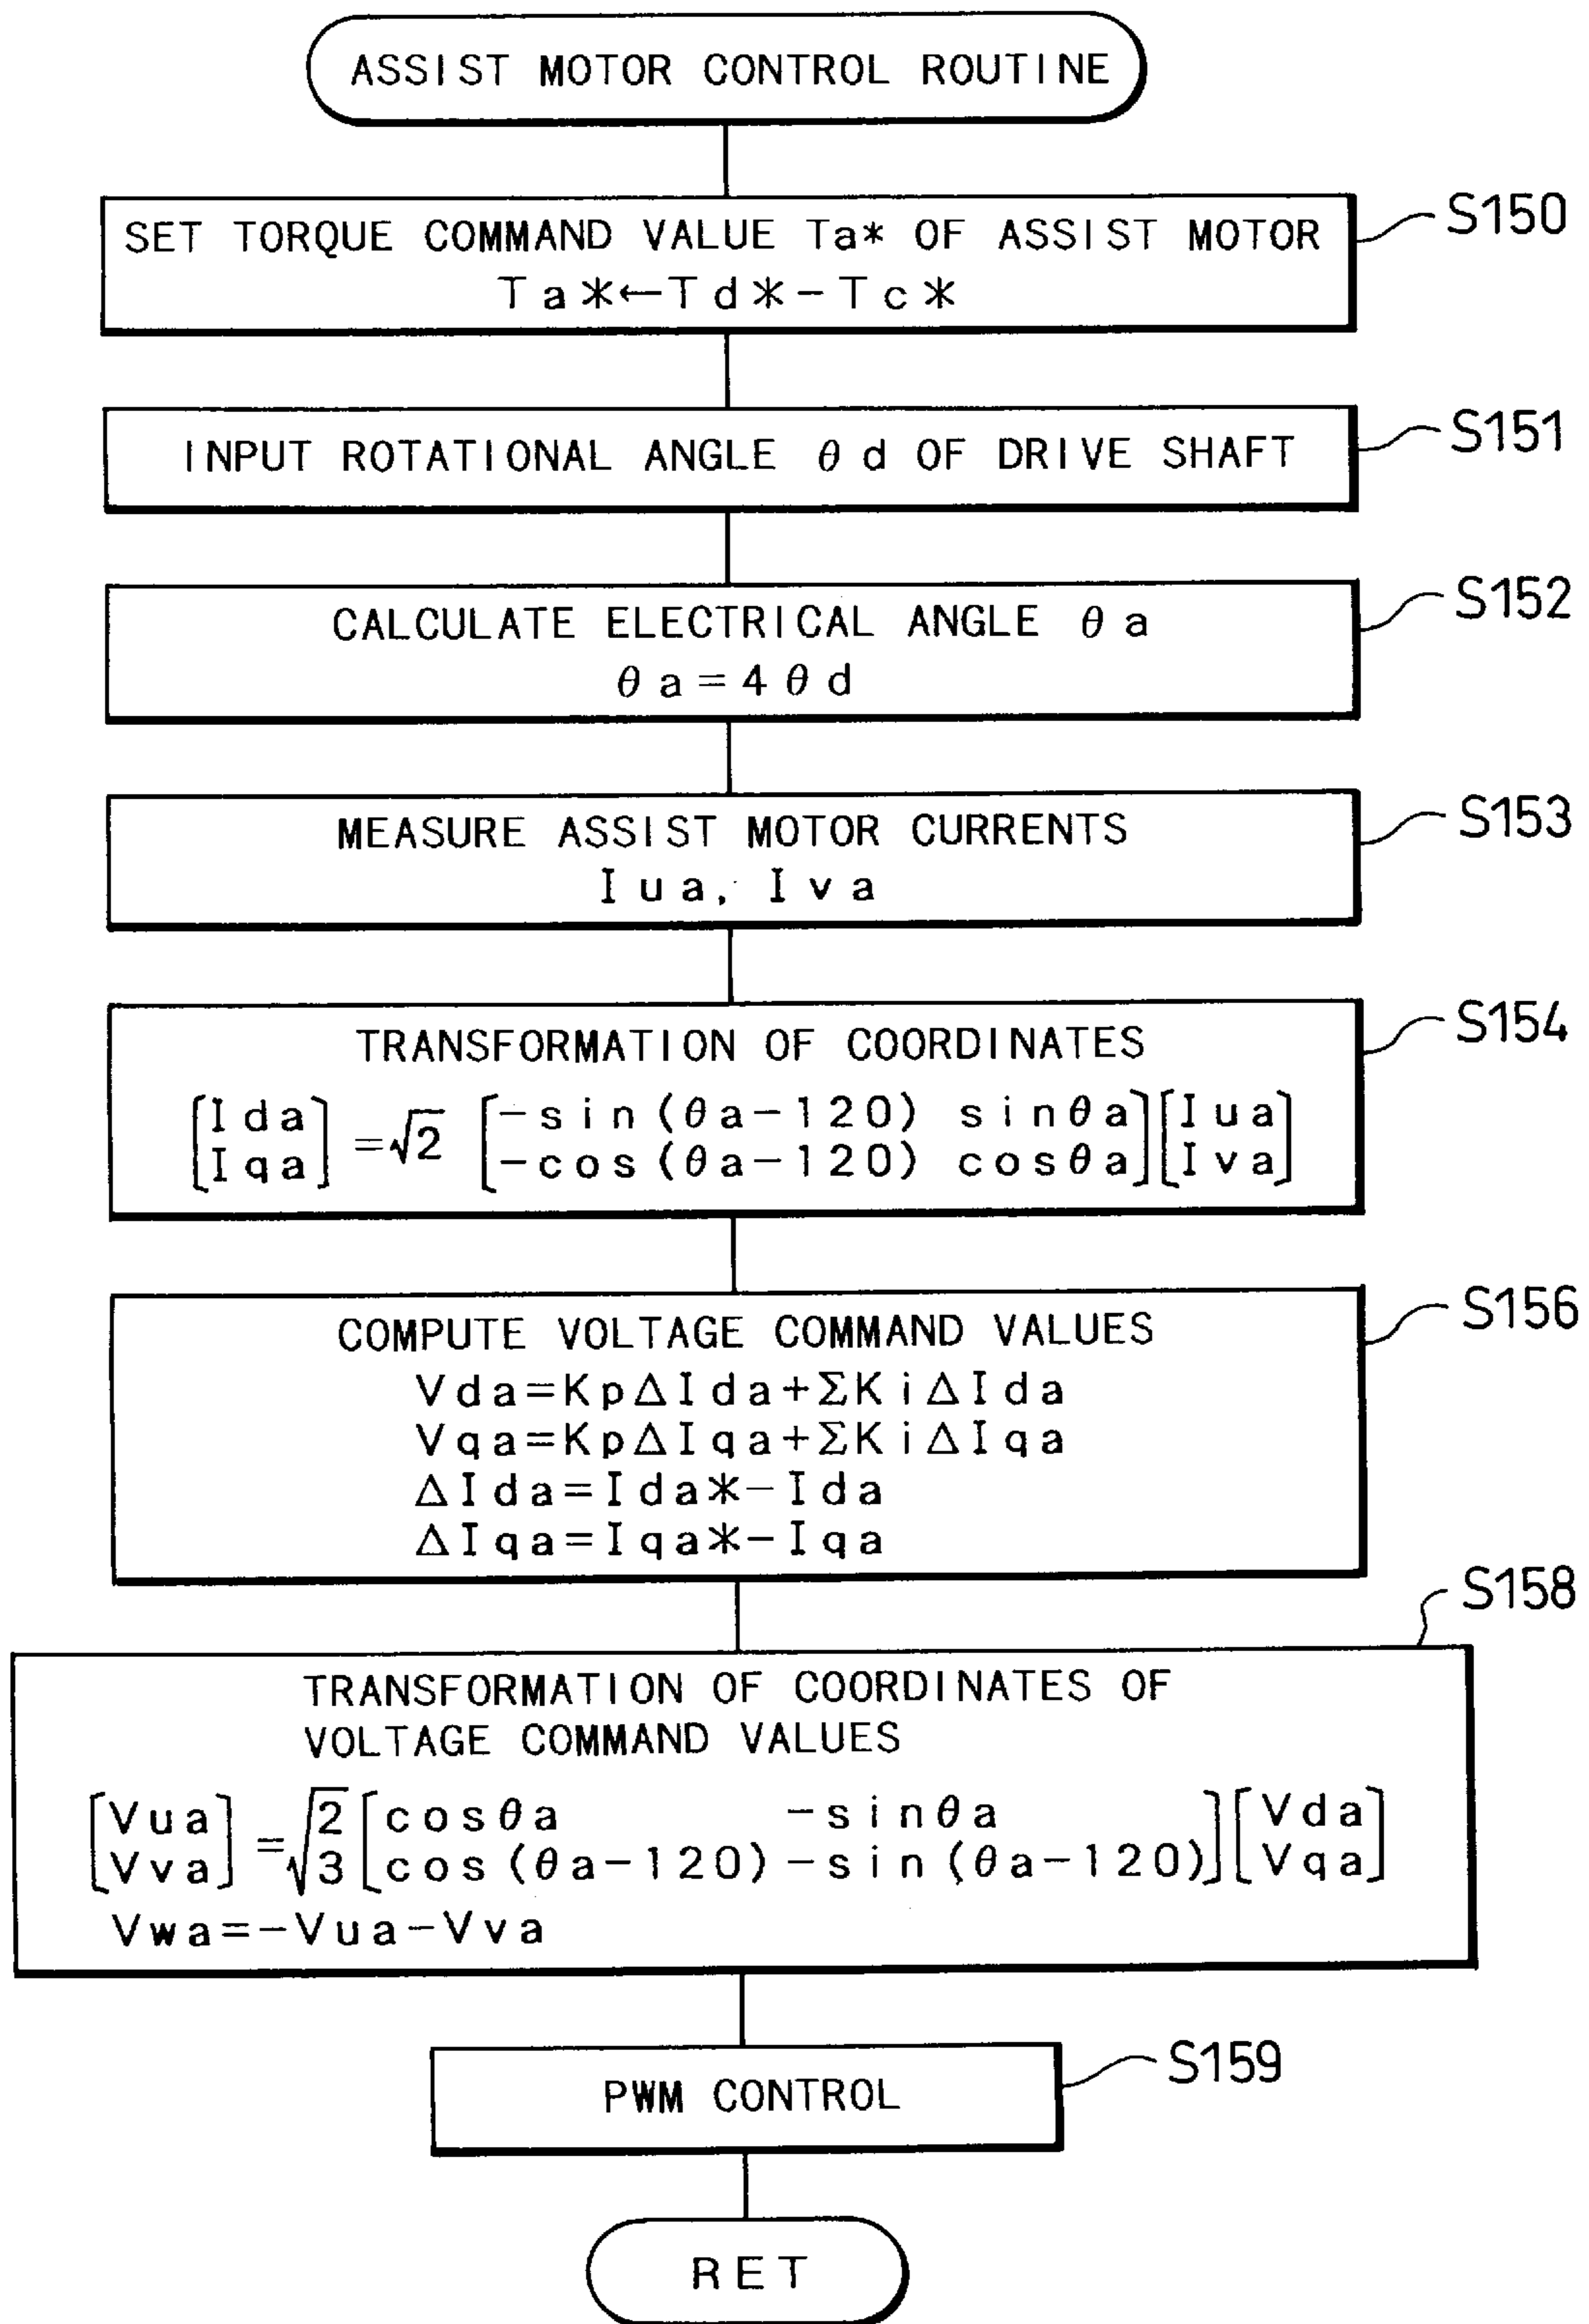 ASSIST MOTOR CONTROL ROUTINE
S150
SET TORQUE COMMAND VALUE Ta* OF ASSIST MOTOR
Ta*←Td*-Tc*
S151
INPUT ROTATIONAL ANGLE θd OF DRIVE SHAFT
S152
CALCULATE ELECTRICAL ANGLE θa
θa=4θd
S153
MEASURE ASSIST MOTOR CURRENTS
Iua, Iva
S154
TRANSFORMATION OF COORDINATES
[Ida] =√2 [-sin(θa-120) sinθa][Iua]
[Iqa] [-cos(θa-120) cosθa][Iva]
S156
COMPUTE VOLTAGE COMMAND VALUES
Vda=KpΔIda+ΣKiΔIda
Vqa=KpΔIqa+ΣKiΔIqa
ΔIda=Ida*-Ida
ΔIqa=Iqa*-Iqa
S158
TRANSFORMATION OF COORDINATES OF
VOLTAGE COMMAND VALUES
[Vua] =√2 [cosθa -sinθa][Vda]
[Vva] 3 [cos(θa-120) -sin(θa-120)][Vqa]
Vwa=-Vua-Vva
S159
PWM CONTROL
RET